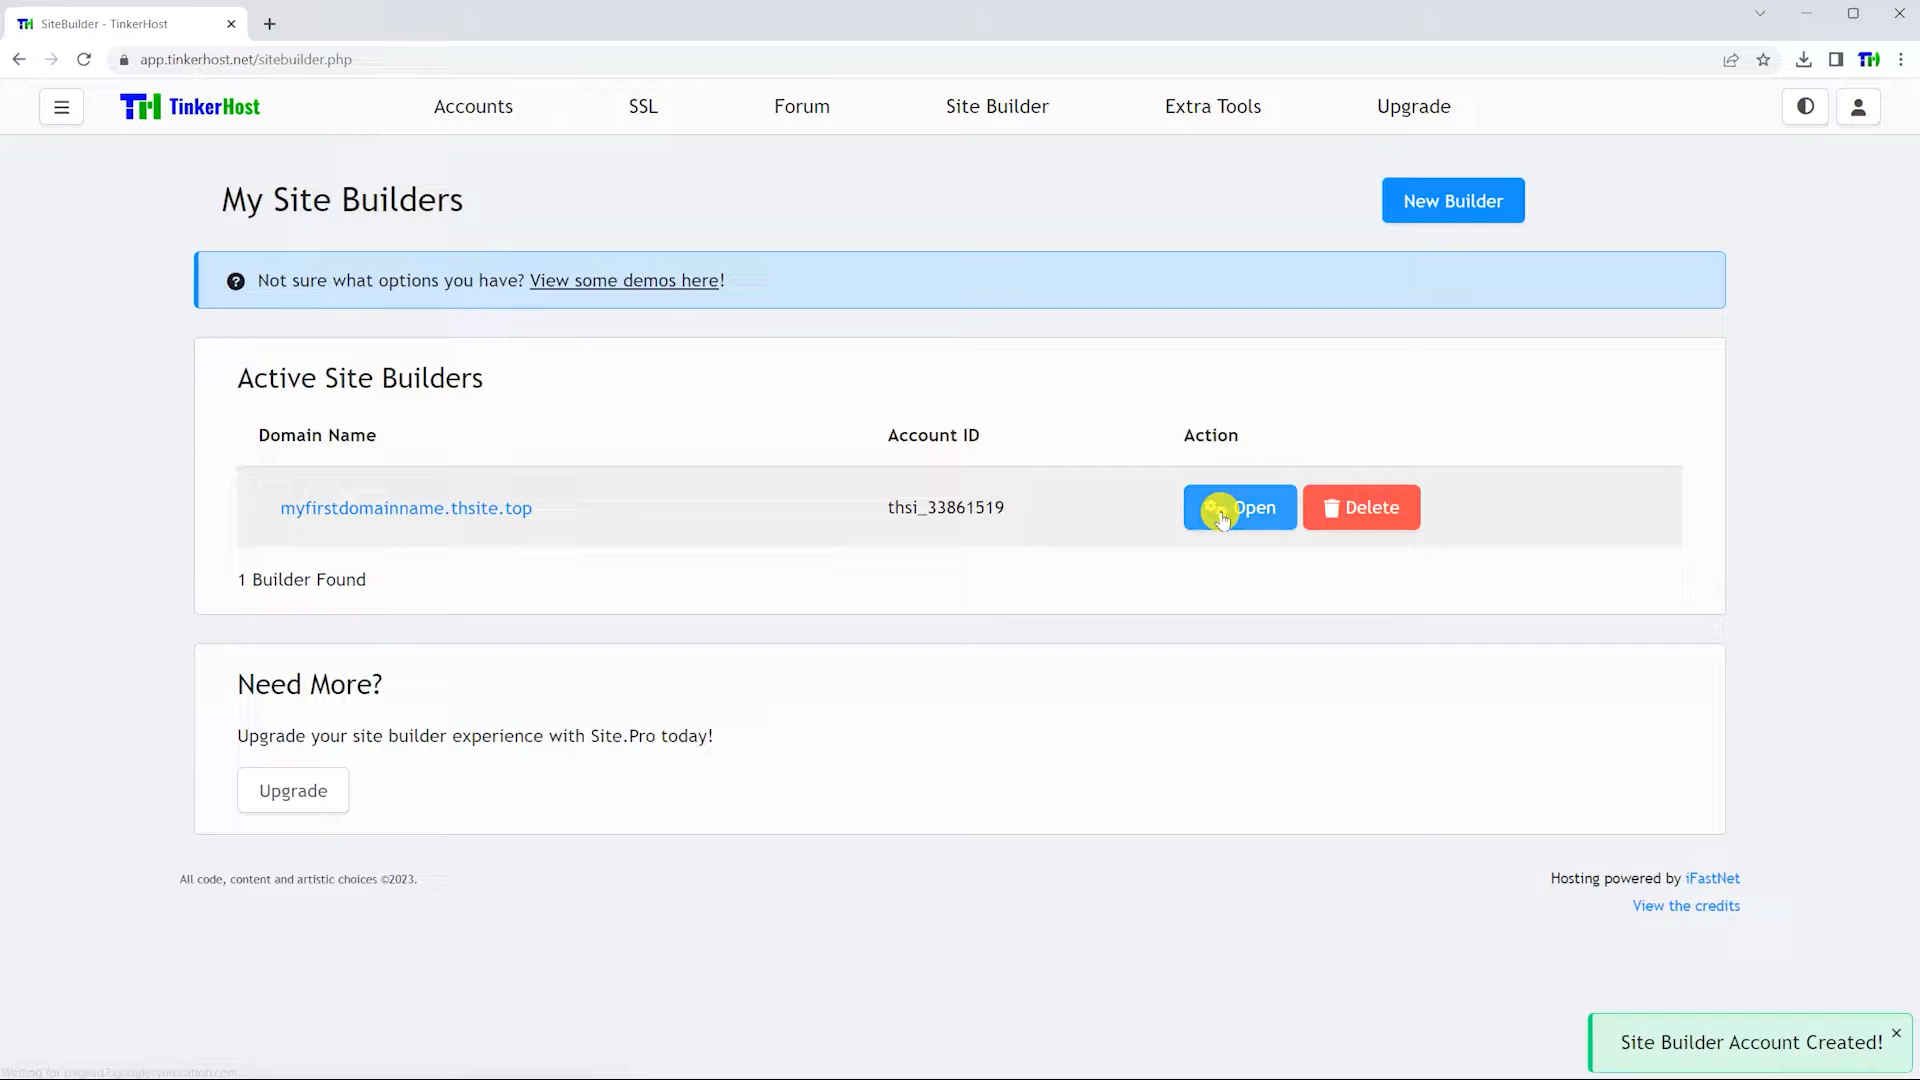 SiteBuilder - TinkerHost
app.tinkerhost.net/sitebuilder.php
TinkerHost
Accounts
SSL
Forum
Site Builder
Extra Tools
Upgrade
My Site Builders
New Builder
Not sure what options you have? View some demos here!
Active Site Builders
Domain Name
Account ID
Action
myfirstdomainname.thsite.top
thsi_33861519
Open
Delete
1 Builder Found
Need More?
Upgrade your site builder experience with Site.Pro today!
Upgrade
All code, content and artistic choices ©2023.
Hosting powered by iFastNet
View the credits
Site Builder Account Created!